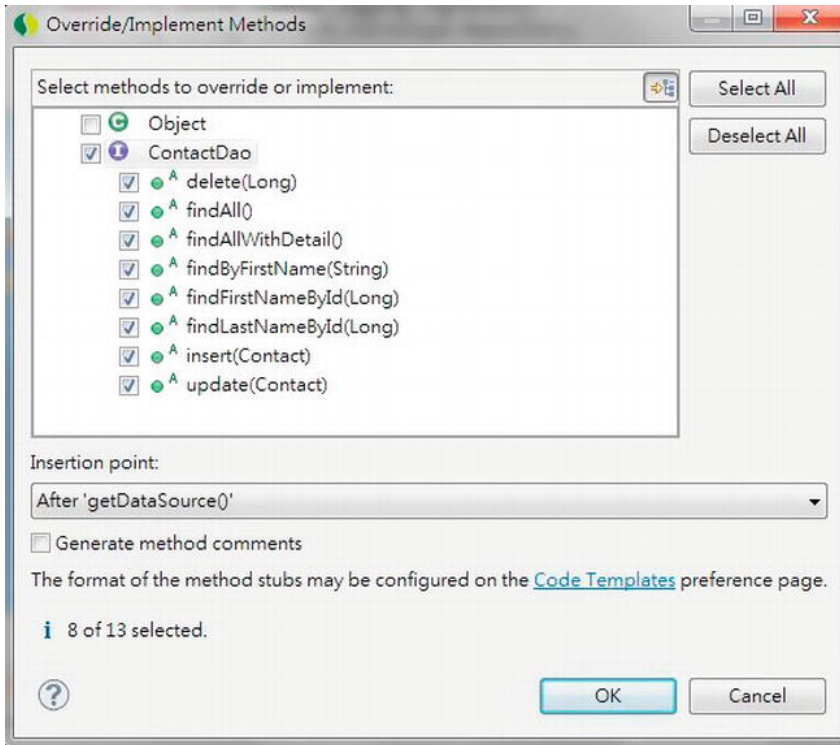 Override/Implement Methods
Select methods to override or implement:
Select All
Deselect All
C Object
I ContactDao
A delete(Long)
A findAll()
A findAllWithDetail()
A findByFirstName(String)
A findFirstNameById(Long)
A findLastNameById(Long)
A insert(Contact)
A update(Contact)
Insertion point:
After 'getDataSource()'
Generate method comments
The format of the method stubs may be configured on the Code Templates preference page.
i 8 of 13 selected.
?
OK
Cancel